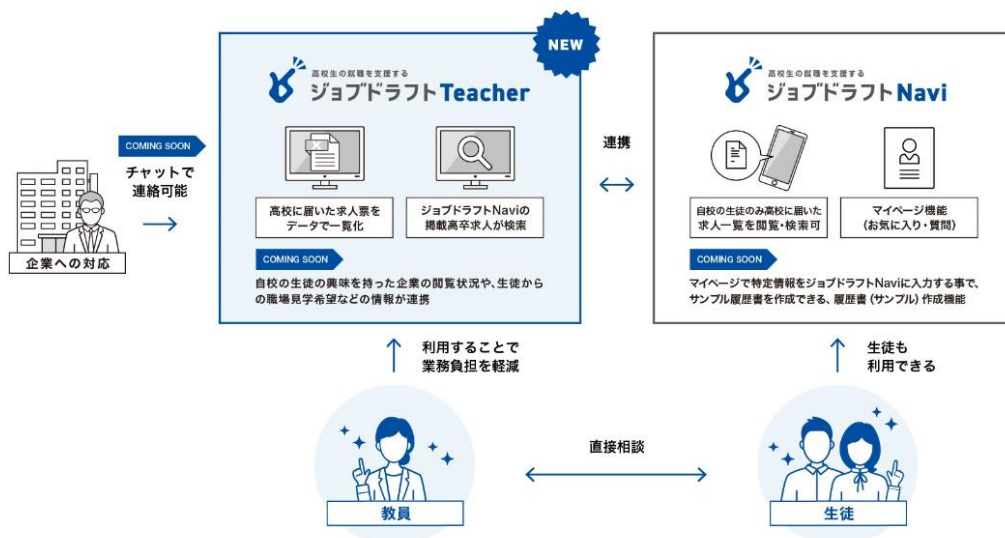 NEW
高校生の就職を支援する
ジョブドラフト Teacher
高校生の就職を支援する
ジョブドラフト Navi
COMING SOON
チャットで
連絡可能
企業への対応
高校に届いた求人票を
データで一覧化
ジョブドラフトNaviの
掲載高卒求人が検索
COMING SOON
自校の生徒の興味を持った企業の閲覧状況や、生徒から
の職場見学希望などの情報が連携
連携
自校の生徒のみ高校に届いた
求人一覧を閲覧・検索可
マイページ機能
(お気に入り・質問)
COMING SOON
マイページで特定情報をジョブドラフトNaviに入力する事で、
サンプル履歴書を作成できる、履歴書(サンプル)作成機能
利用することで
業務負担を軽減
生徒も
利用できる
直接相談
教員
生徒